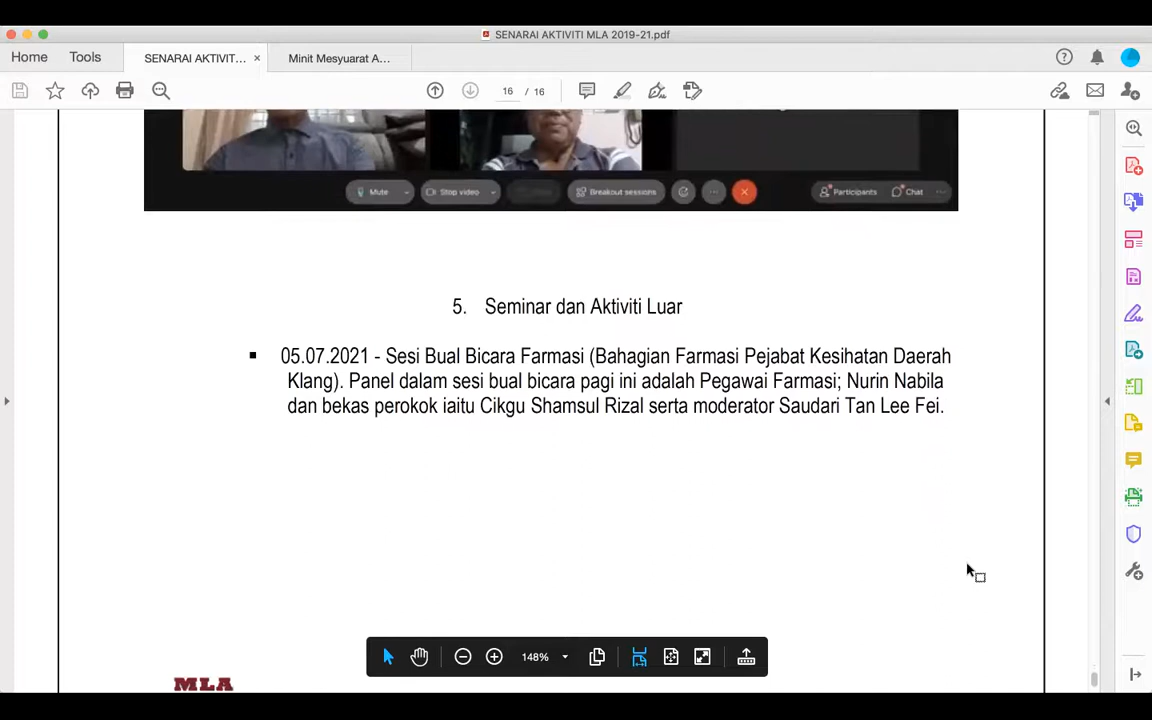 SENARAI AKTIVITI MLA 2019-21.pdf
Home Tools SENARAI AKTIVIT... × Minit Mesyuarat A...
16 / 16
Mute Stop video Breakout sessions Participants Chat
5. Seminar dan Aktiviti Luar
▪ 05.07.2021 - Sesi Bual Bicara Farmasi (Bahagian Farmasi Pejabat Kesihatan Daerah
Klang). Panel dalam sesi bual bicara pagi ini adalah Pegawai Farmasi; Nurin Nabila
dan bekas perokok iaitu Cikgu Shamsul Rizal serta moderator Saudari Tan Lee Fei.
148%
MLA